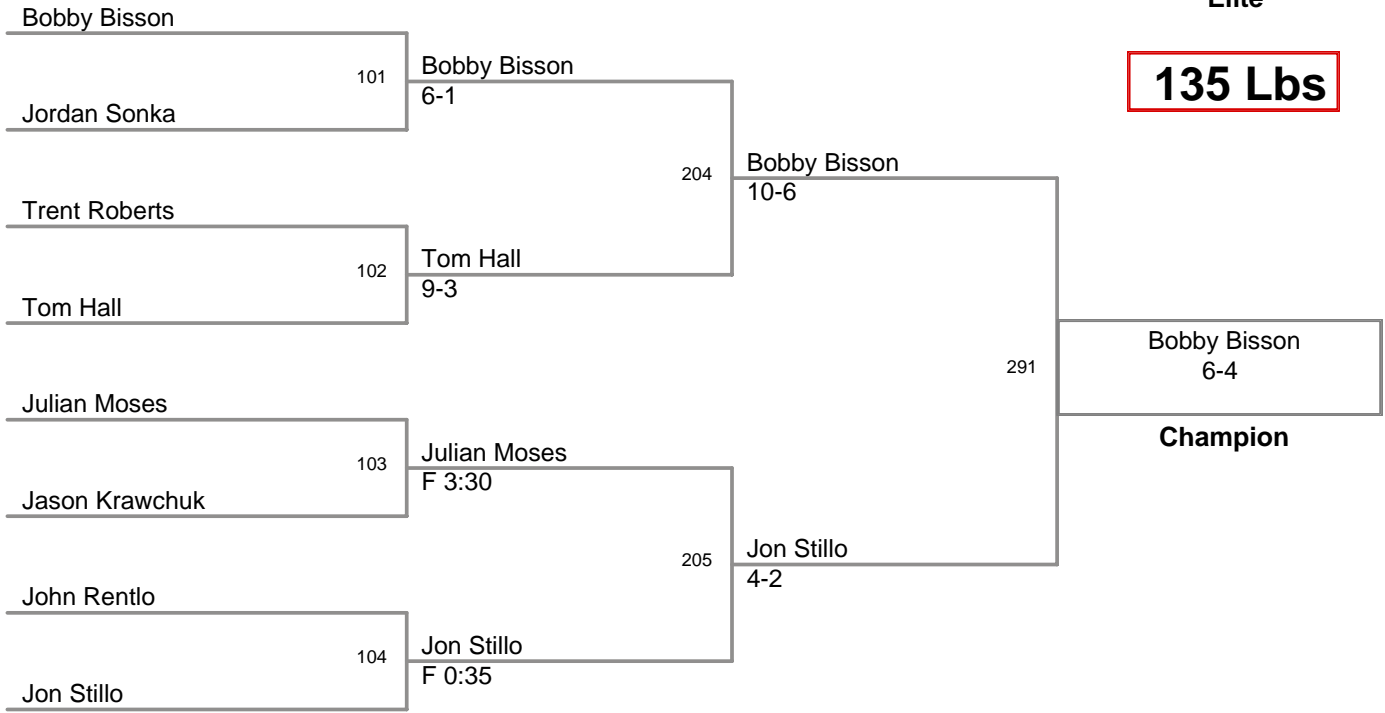 Elite
135 Lbs
Bobby Bisson
101
Bobby Bisson
6-1
Jordan Sonka
204
Bobby Bisson
10-6
Trent Roberts
102
Tom Hall
9-3
Tom Hall
291
Bobby Bisson
6-4
Champion
Julian Moses
103
Julian Moses
F 3:30
Jason Krawchuk
205
Jon Stillo
4-2
John Rentlo
104
Jon Stillo
F 0:35
Jon Stillo